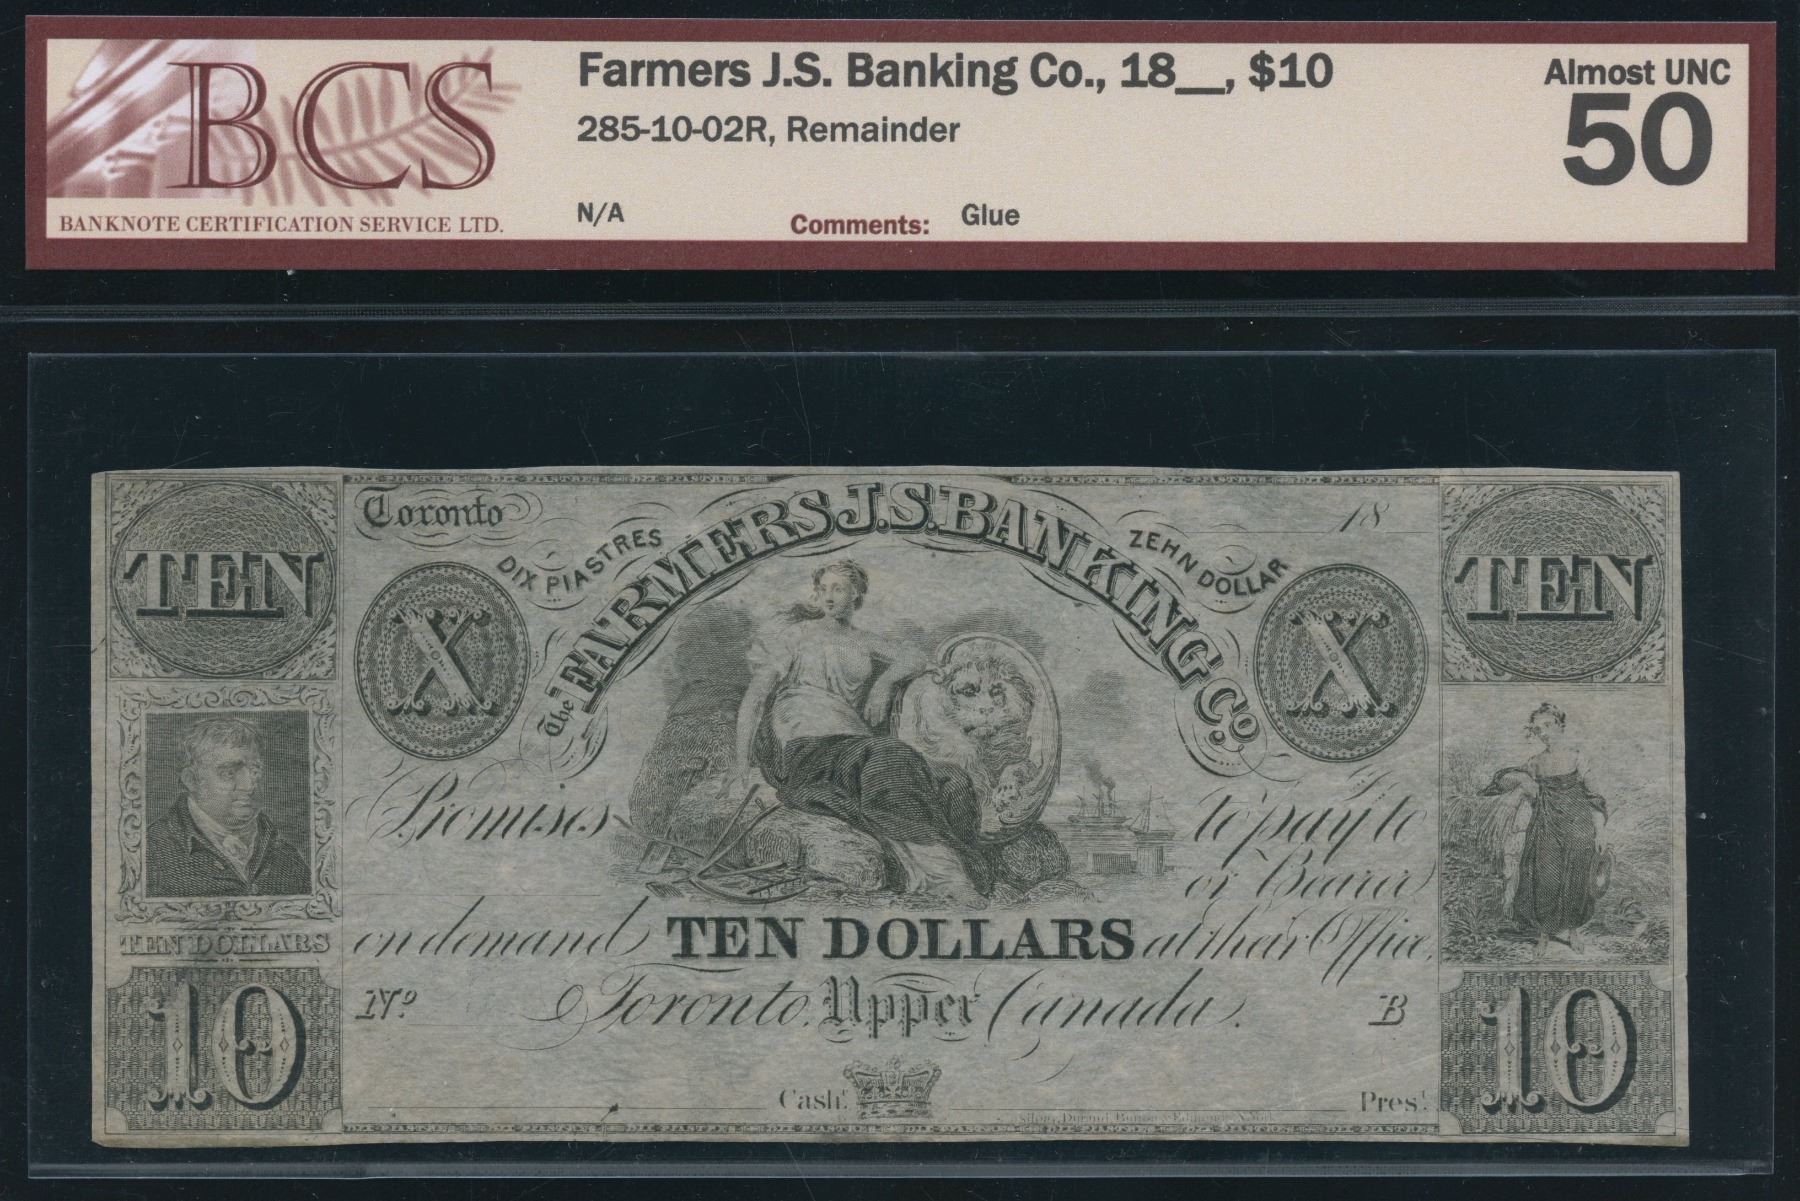 BCS
BANKNOTE CERTIFICATION SERVICE LTD.
Farmers J.S. Banking Co., 18__, $10
285-10-02R, Remainder
N/A
Comments: Glue
Almost UNC
50
TEN
Toronto
18
TEN
DIX PIASTRES
ZEHN DOLLAR
The FARMERS J.S. BANKING Co.
X
X
Promises to pay to
or Bearer
TEN DOLLARS
on demand TEN DOLLARS at their Office,
No Toronto, Upper Canada. B
10
10
Cashr.
Prest.